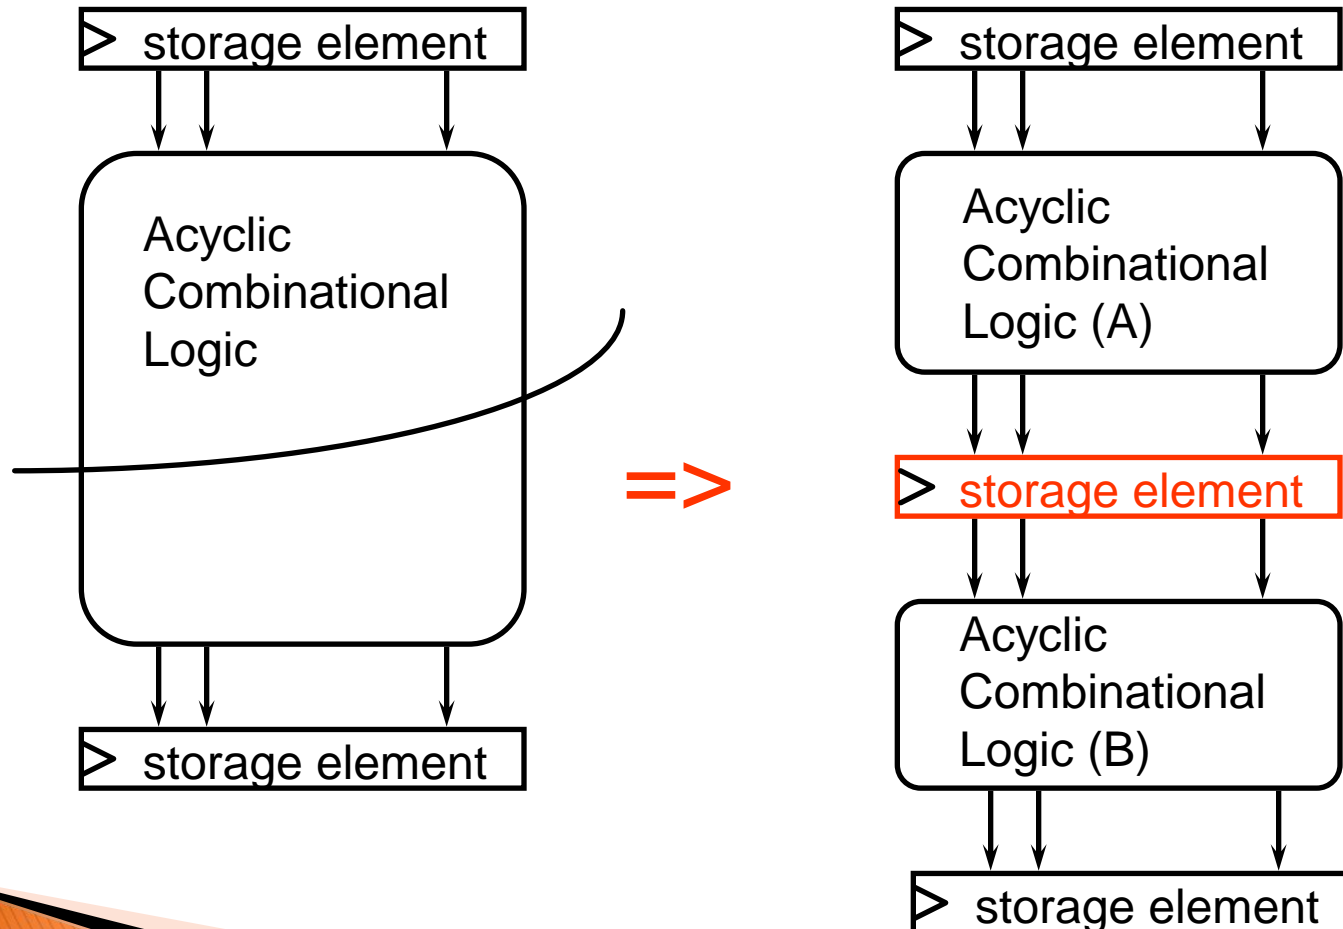 storage element
Acyclic
Combinational
Logic
storage element
=>
storage element
Acyclic
Combinational
Logic (A)
storage element
Acyclic
Combinational
Logic (B)
storage element